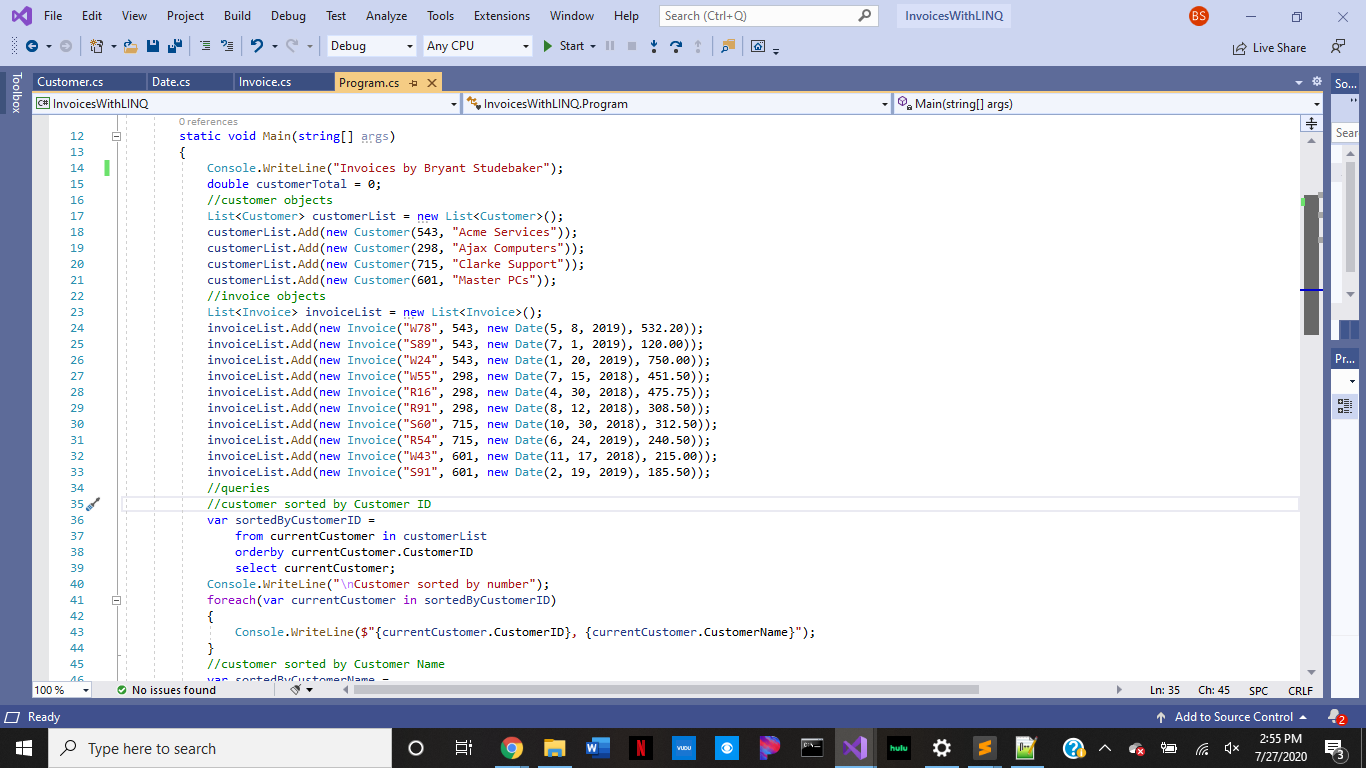 File Edit View Project Build Debug Test Analyze Tools Extensions Window Help Search (Ctrl+Q) InvoicesWithLINQ BS
Debug Any CPU Start Live Share
Toolbox
Customer.cs Date.cs Invoice.cs Program.cs
So...
C# InvoicesWithLINQ InvoicesWithLINQ.Program Main(string[] args)
Sear
0 references
12 static void Main(string[] args)
13 {
14 Console.WriteLine("Invoices by Bryant Studebaker");
15 double customerTotal = 0;
16 //customer objects
17 List<Customer> customerList = new List<Customer>();
18 customerList.Add(new Customer(543, "Acme Services"));
19 customerList.Add(new Customer(298, "Ajax Computers"));
20 customerList.Add(new Customer(715, "Clarke Support"));
21 customerList.Add(new Customer(601, "Master PCs"));
22 //invoice objects
23 List<Invoice> invoiceList = new List<Invoice>();
24 invoiceList.Add(new Invoice("W78", 543, new Date(5, 8, 2019), 532.20));
25 invoiceList.Add(new Invoice("S89", 543, new Date(7, 1, 2019), 120.00));
26 invoiceList.Add(new Invoice("W24", 543, new Date(1, 20, 2019), 750.00));
27 invoiceList.Add(new Invoice("W55", 298, new Date(7, 15, 2018), 451.50));
28 invoiceList.Add(new Invoice("R16", 298, new Date(4, 30, 2018), 475.75));
29 invoiceList.Add(new Invoice("R91", 298, new Date(8, 12, 2018), 308.50));
30 invoiceList.Add(new Invoice("S60", 715, new Date(10, 30, 2018), 312.50));
31 invoiceList.Add(new Invoice("R54", 715, new Date(6, 24, 2019), 240.50));
32 invoiceList.Add(new Invoice("W43", 601, new Date(11, 17, 2018), 215.00));
33 invoiceList.Add(new Invoice("S91", 601, new Date(2, 19, 2019), 185.50));
34 //queries
35 //customer sorted by Customer ID
36 var sortedByCustomerID =
37 from currentCustomer in customerList
38 orderby currentCustomer.CustomerID
39 select currentCustomer;
40 Console.WriteLine("\nCustomer sorted by number");
41 foreach(var currentCustomer in sortedByCustomerID)
42 {
43 Console.WriteLine($"{currentCustomer.CustomerID}, {currentCustomer.CustomerName}");
44 }
45 //customer sorted by Customer Name
46 var sortedByCustomerName =
Pr...
100 % No issues found Ln: 35 Ch: 45 SPC CRLF
Ready Add to Source Control 2
Type here to search W N VUDU hulu 2:55 PM
7/27/2020 3